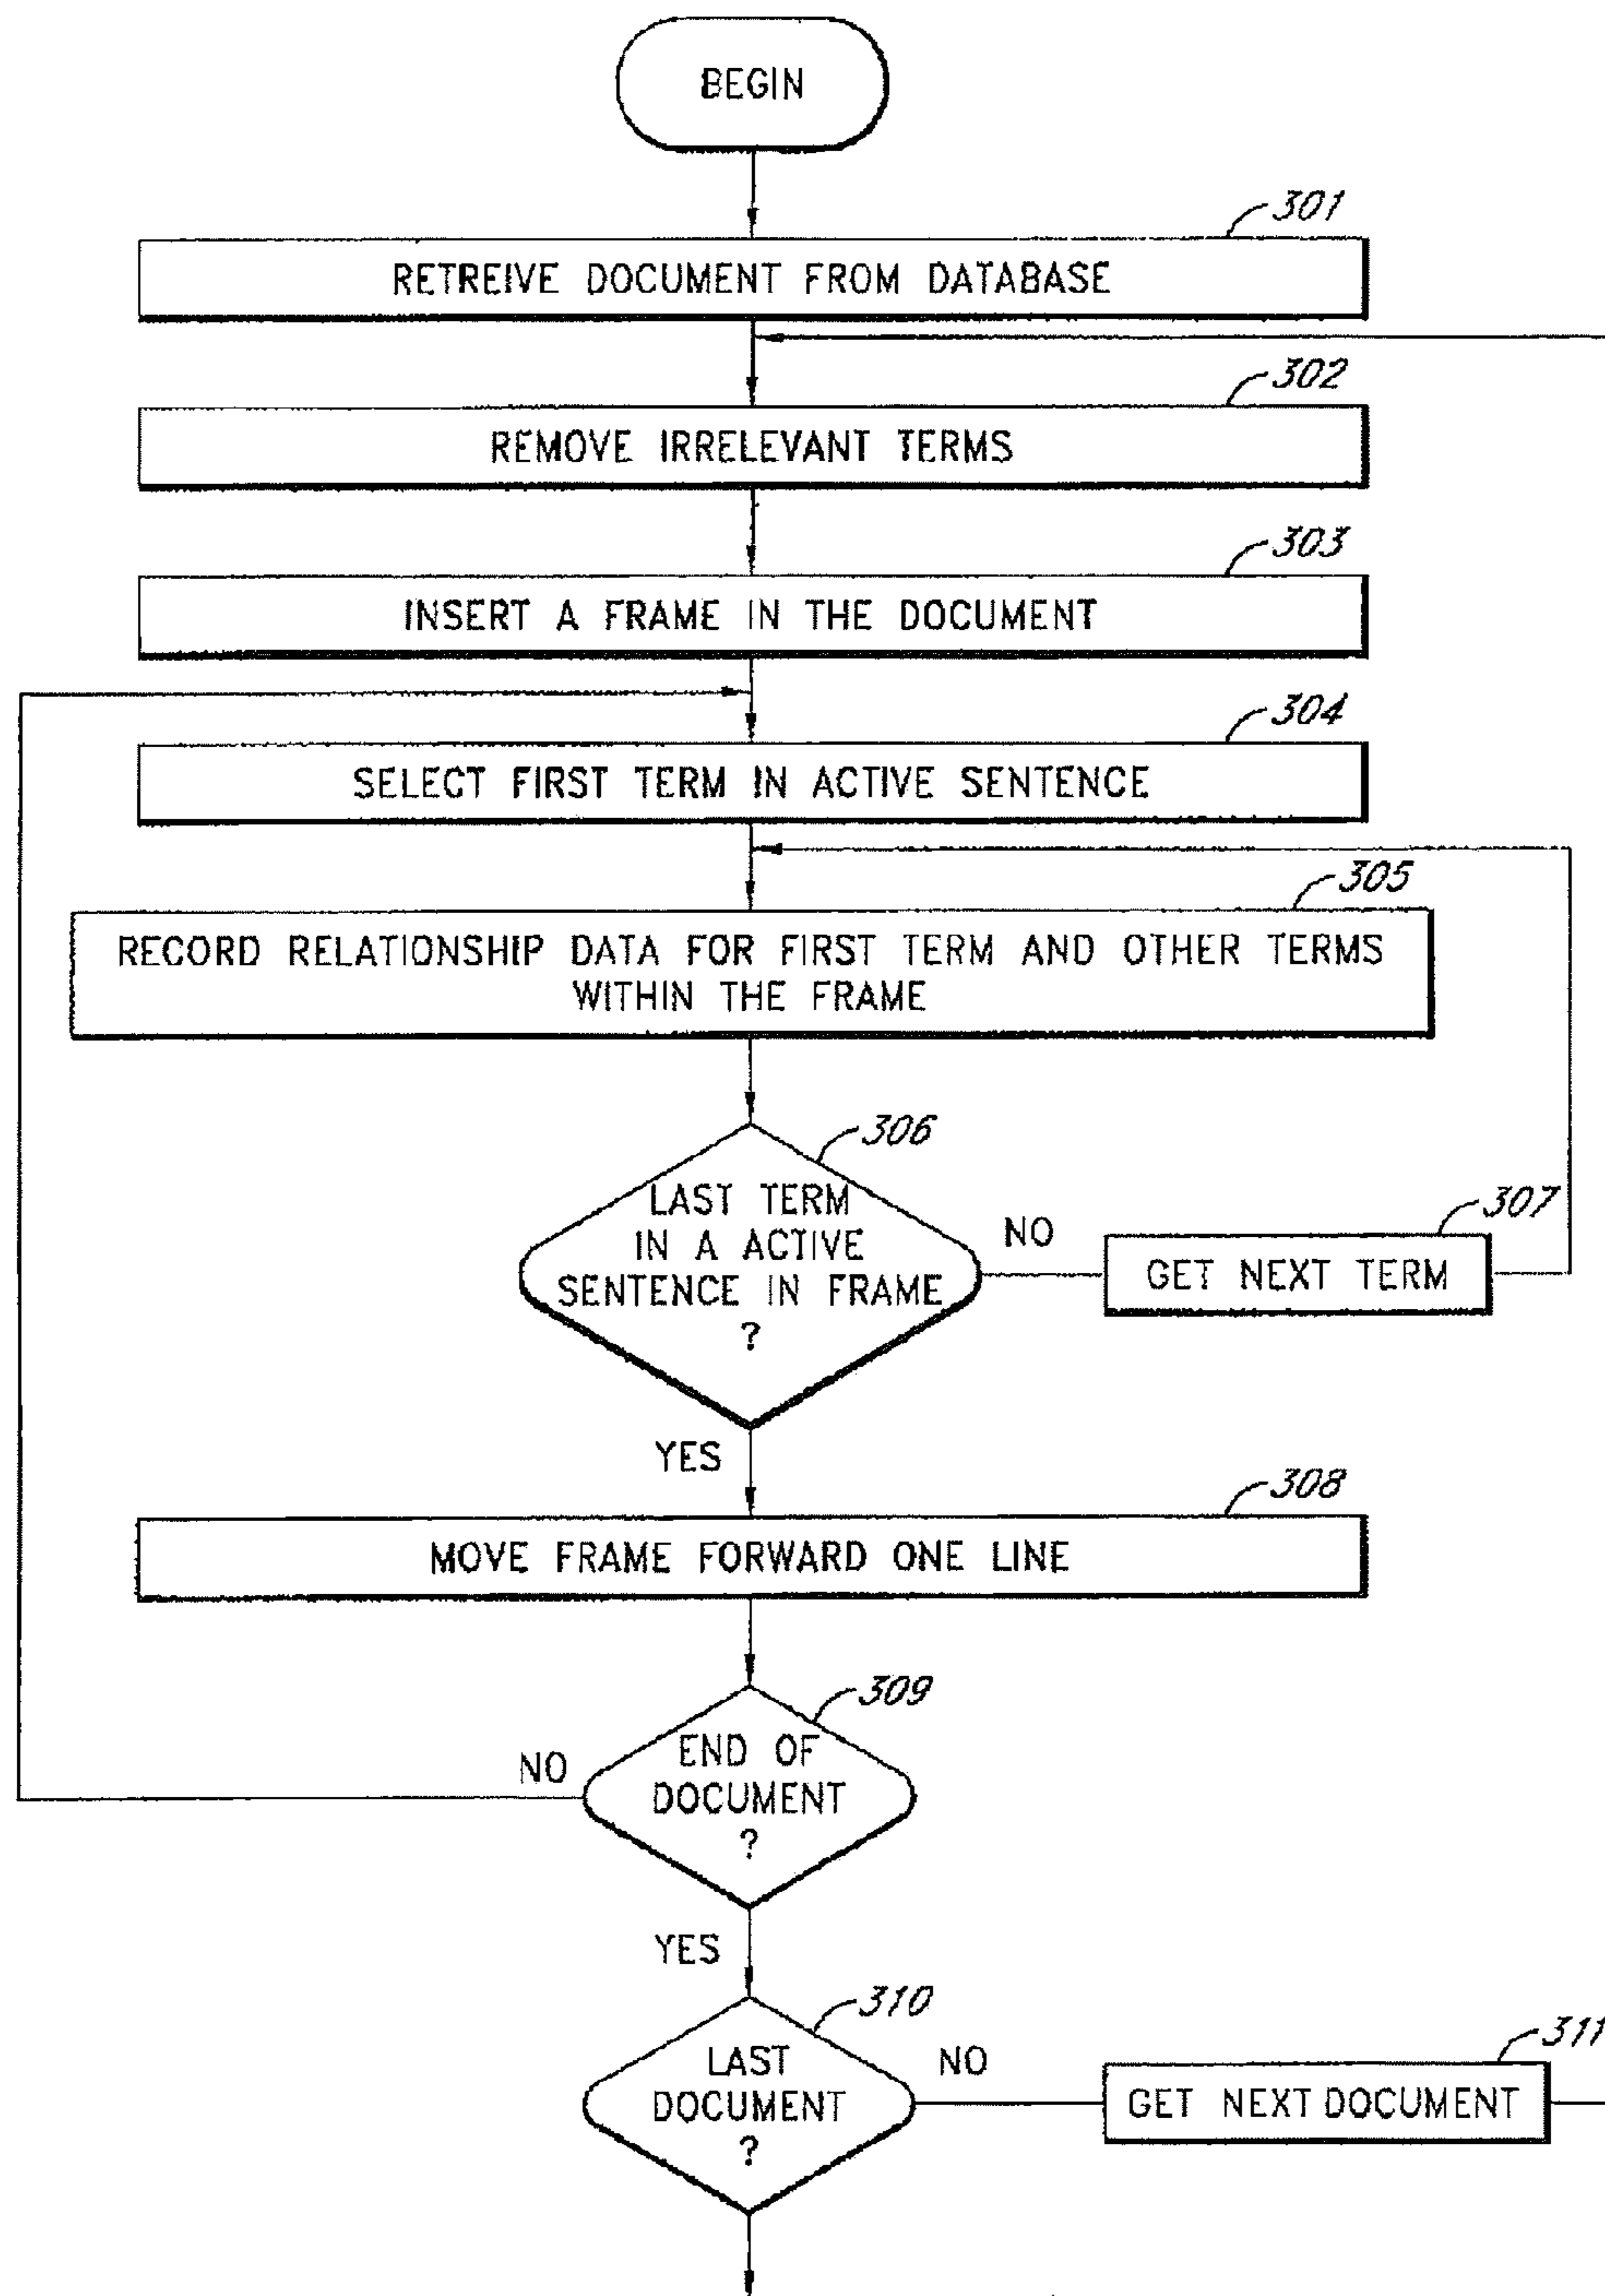 BEGIN
301
RETREIVE DOCUMENT FROM DATABASE
302
REMOVE IRRELEVANT TERMS
303
INSERT A FRAME IN THE DOCUMENT
304
SELECT FIRST TERM IN ACTIVE SENTENCE
305
RECORD RELATIONSHIP DATA FOR FIRST TERM AND OTHER TERMS
WITHIN THE FRAME
306
LAST TERM
IN A ACTIVE
SENTENCE IN FRAME
?
NO
307
GET NEXT TERM
YES
308
MOVE FRAME FORWARD ONE LINE
309
END OF
DOCUMENT
?
NO
YES
310
LAST
DOCUMENT
?
NO
311
GET NEXT DOCUMENT